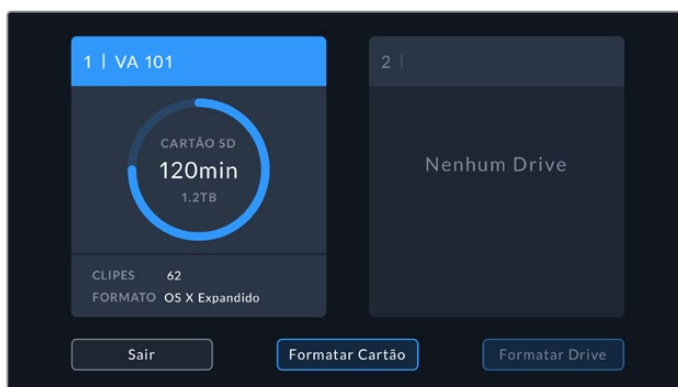 1 | VA 101
CARTÃO SD
120min
1.2TB
CLIPES 62
FORMATO OS X Expandido
2 |
Nenhum Drive
Sair
Formatar Cartão
Formatar Drive